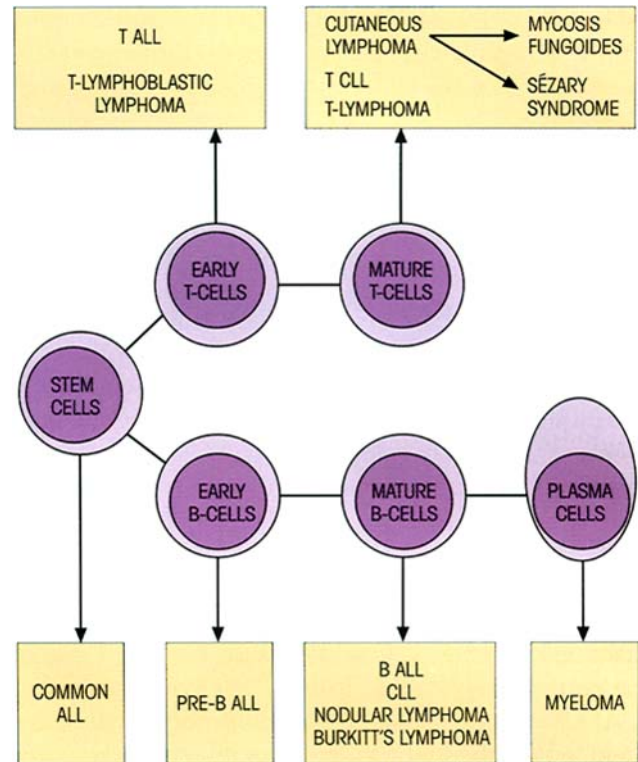 T ALL
T-LYMPHOBLASTIC
LYMPHOMA
CUTANEOUS
LYMPHOMA
MYCOSIS
FUNGOIDES
T CLL
T-LYMPHOMA
SÉZARY
SYNDROME
EARLY
T-CELLS
MATURE
T-CELLS
STEM
CELLS
EARLY
B-CELLS
MATURE
B-CELLS
PLASMA
CELLS
COMMON
ALL
PRE-B ALL
B ALL
CLL
NODULAR LYMPHOMA
BURKITT'S LYMPHOMA
MYELOMA